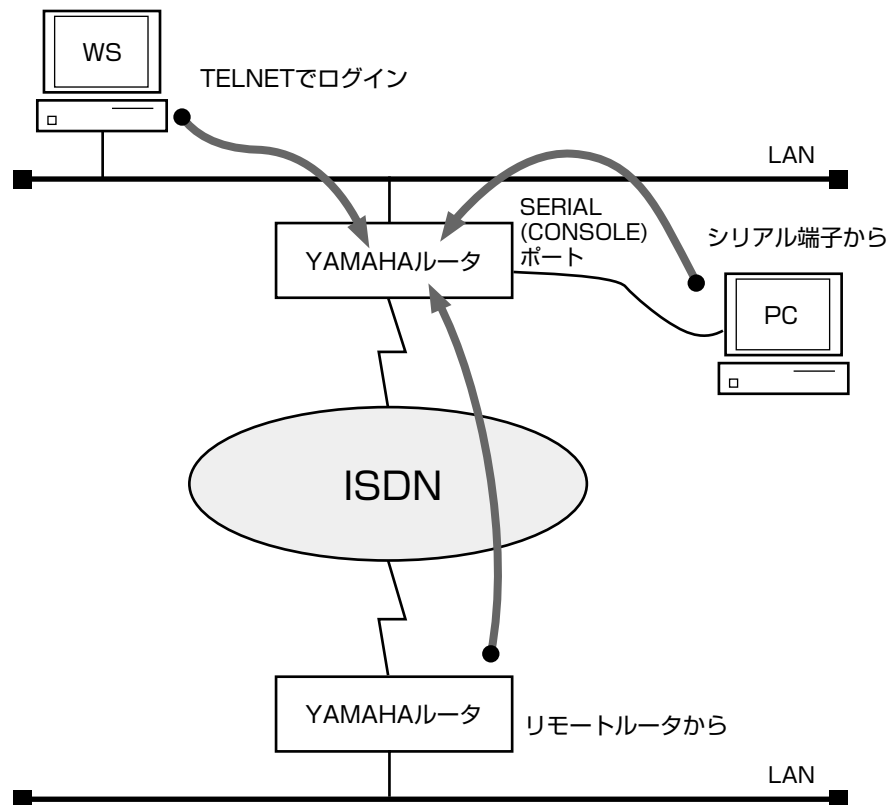 WS
TELNETでログイン
LAN
SERIAL
(CONSOLE)
ポート
シリアル端子から
YAMAHAルータ
PC
ISDN
YAMAHAルータ
リモートルータから
LAN